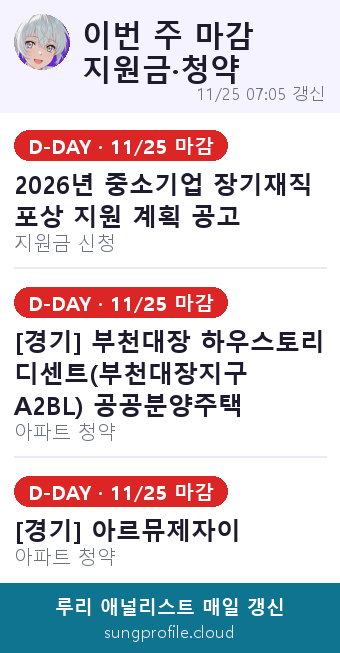 이번 주 마감
지원금·청약
11/25 07:05 갱신
D-DAY · 11/25 마감
2026년 중소기업 장기재직
포상 지원 계획 공고
지원금 신청
D-DAY · 11/25 마감
[경기] 부천대장 하우스토리
디센트(부천대장지구
A2BL) 공공분양주택
아파트 청약
D-DAY · 11/25 마감
[경기] 아르뮤제자이
아파트 청약
루리 애널리스트 매일 갱신
sungprofile.cloud